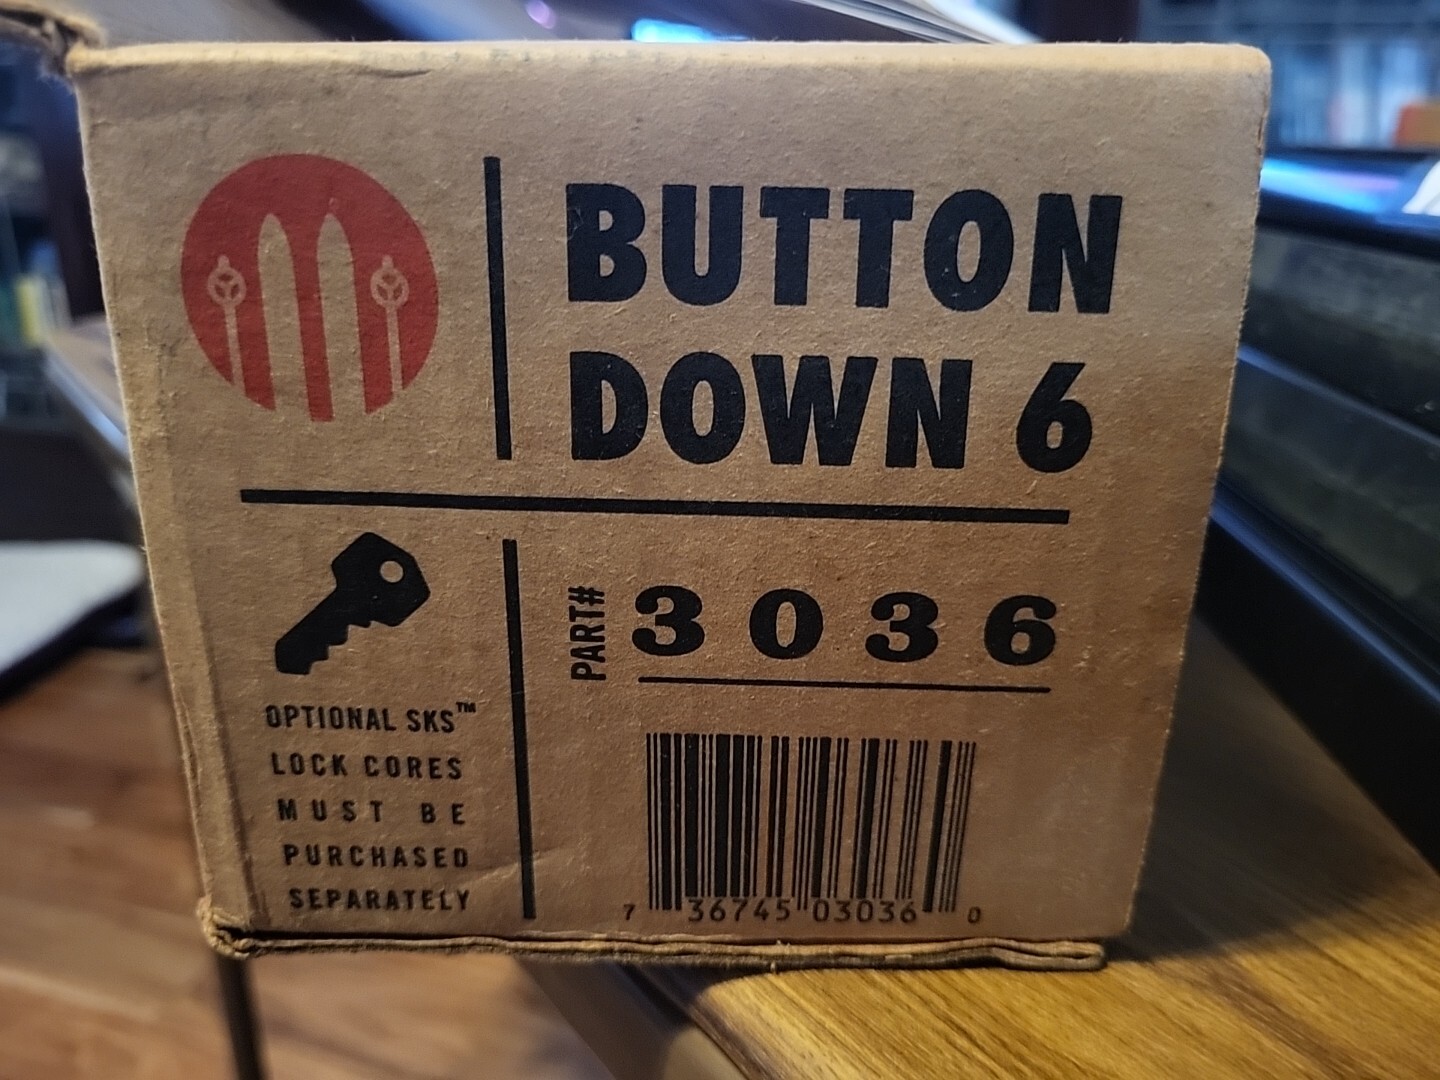 BUTTON
DOWN 6
OPTIONAL SKS™
LOCK CORES
MUST BE
PURCHASED
SEPARATELY
PART# 3036
7 36745 03036 0